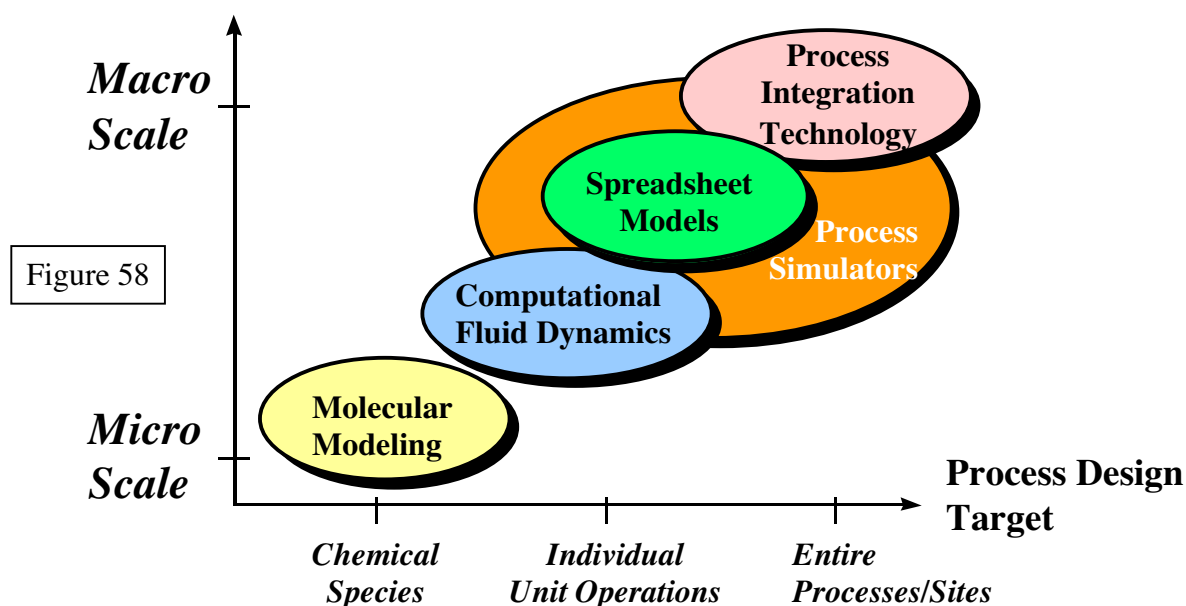 Macro
Scale
Process
Integration
Technology
Spreadsheet
Models
Process
Simulators
Figure 58
Computational
Fluid Dynamics
Molecular
Modeling
Micro
Scale
Process Design
Target
Chemical
Species
Individual
Unit Operations
Entire
Processes/Sites